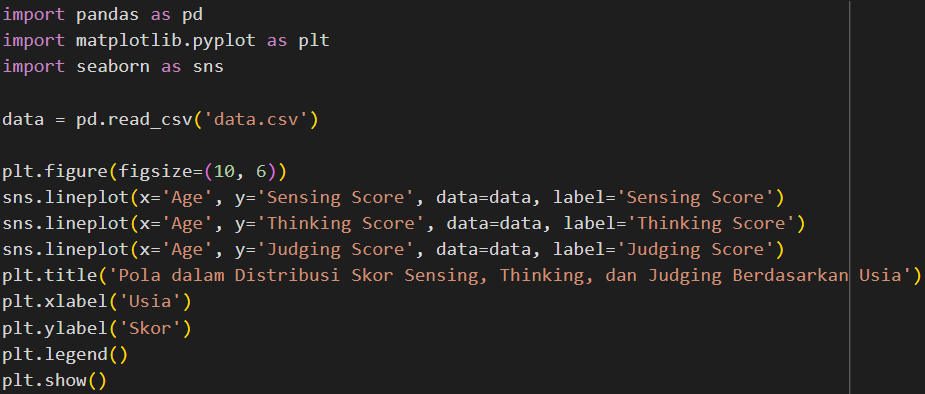 import pandas as pd
import matplotlib.pyplot as plt
import seaborn as sns
data = pd.read_csv('data.csv')
plt.figure(figsize=(10, 6))
sns.lineplot(x='Age', y='Sensing Score', data=data, label='Sensing Score')
sns.lineplot(x='Age', y='Thinking Score', data=data, label='Thinking Score')
sns.lineplot(x='Age', y='Judging Score', data=data, label='Judging Score')
plt.title('Pola dalam Distribusi Skor Sensing, Thinking, dan Judging Berdasarkan Usia')
plt.xlabel('Usia')
plt.ylabel('Skor')
plt.legend()
plt.show()